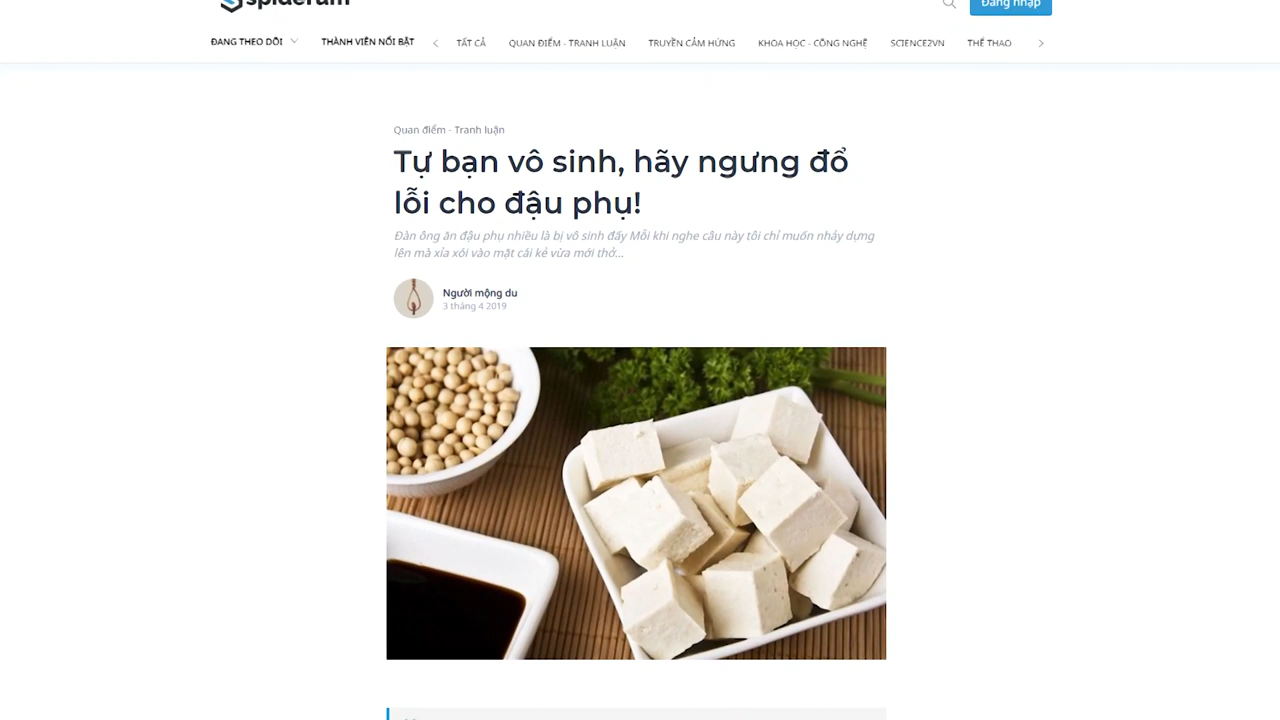 spiderum
Đăng nhập
ĐANG THEO DÕI THÀNH VIÊN NỔI BẬT TẤT CẢ QUAN ĐIỂM - TRANH LUẬN TRUYỀN CẢM HỨNG KHOA HỌC - CÔNG NGHỆ SCIENCE2VN THỂ THAO
Quan điểm - Tranh luận
Tự bạn vô sinh, hãy ngưng đổ
lỗi cho đậu phụ!
Đàn ông ăn đậu phụ nhiều là bị vô sinh đấy Mỗi khi nghe câu này tôi chỉ muốn nhảy dựng
lên mà xỉa xói vào mặt cái kẻ vừa mới thở...
Người mộng du
3 tháng 4 2019